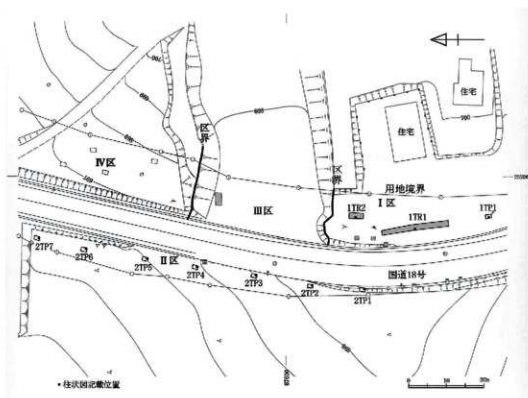 住宅
住宅
区界
区界
Ⅳ区
Ⅲ区
用地境界
Ⅰ区
1TR2
1TR1
1TP1
国道18号
2TP7
2TP6
Ⅱ区
2TP5
2TP4
2TP3
2TP2
2TP1
•柱状図記載位置